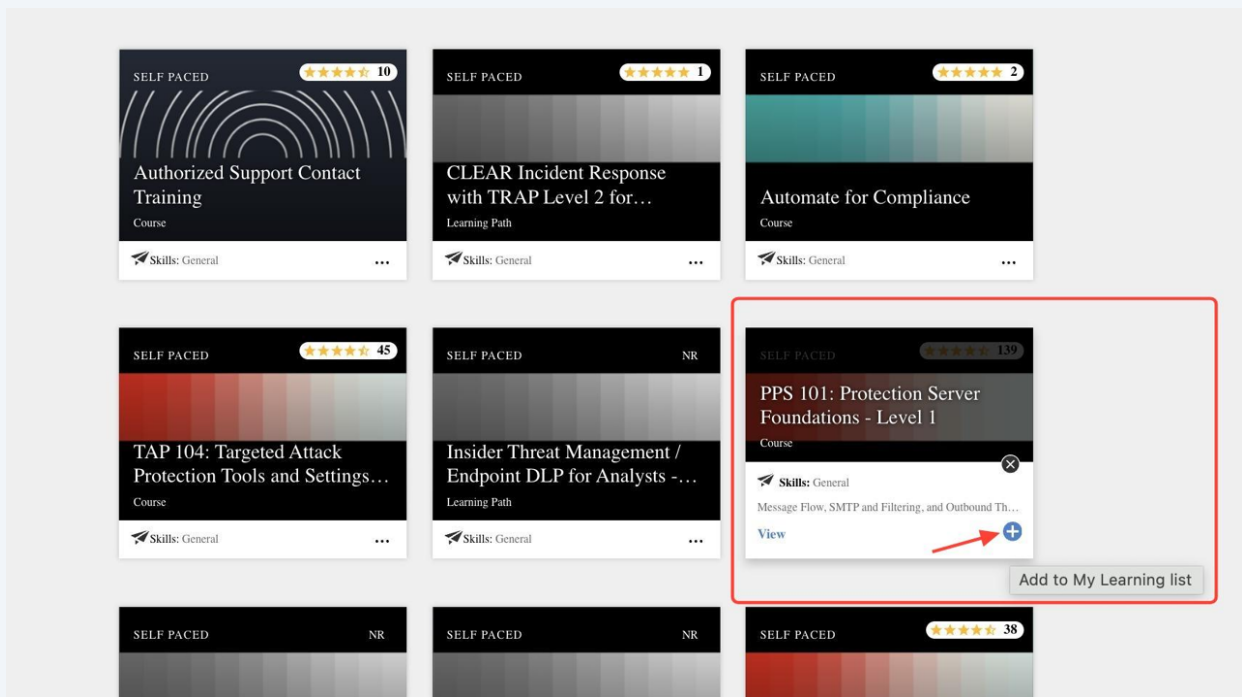 SELF PACED
10
Authorized Support Contact
Training
Course
Skills: General
...
SELF PACED
1
CLEAR Incident Response
with TRAP Level 2 for…
Learning Path
Skills: General
...
SELF PACED
2
Automate for Compliance
Course
Skills: General
...
SELF PACED
45
TAP 104: Targeted Attack
Protection Tools and Settings…
Course
Skills: General
...
SELF PACED
NR
Insider Threat Management /
Endpoint DLP for Analysts -…
Learning Path
Skills: General
...
SELF PACED
139
PPS 101: Protection Server
Foundations - Level 1
Course
Skills: General
Message Flow, SMTP and Filtering, and Outbound Th…
View
Add to My Learning list
SELF PACED
NR
SELF PACED
NR
SELF PACED
38